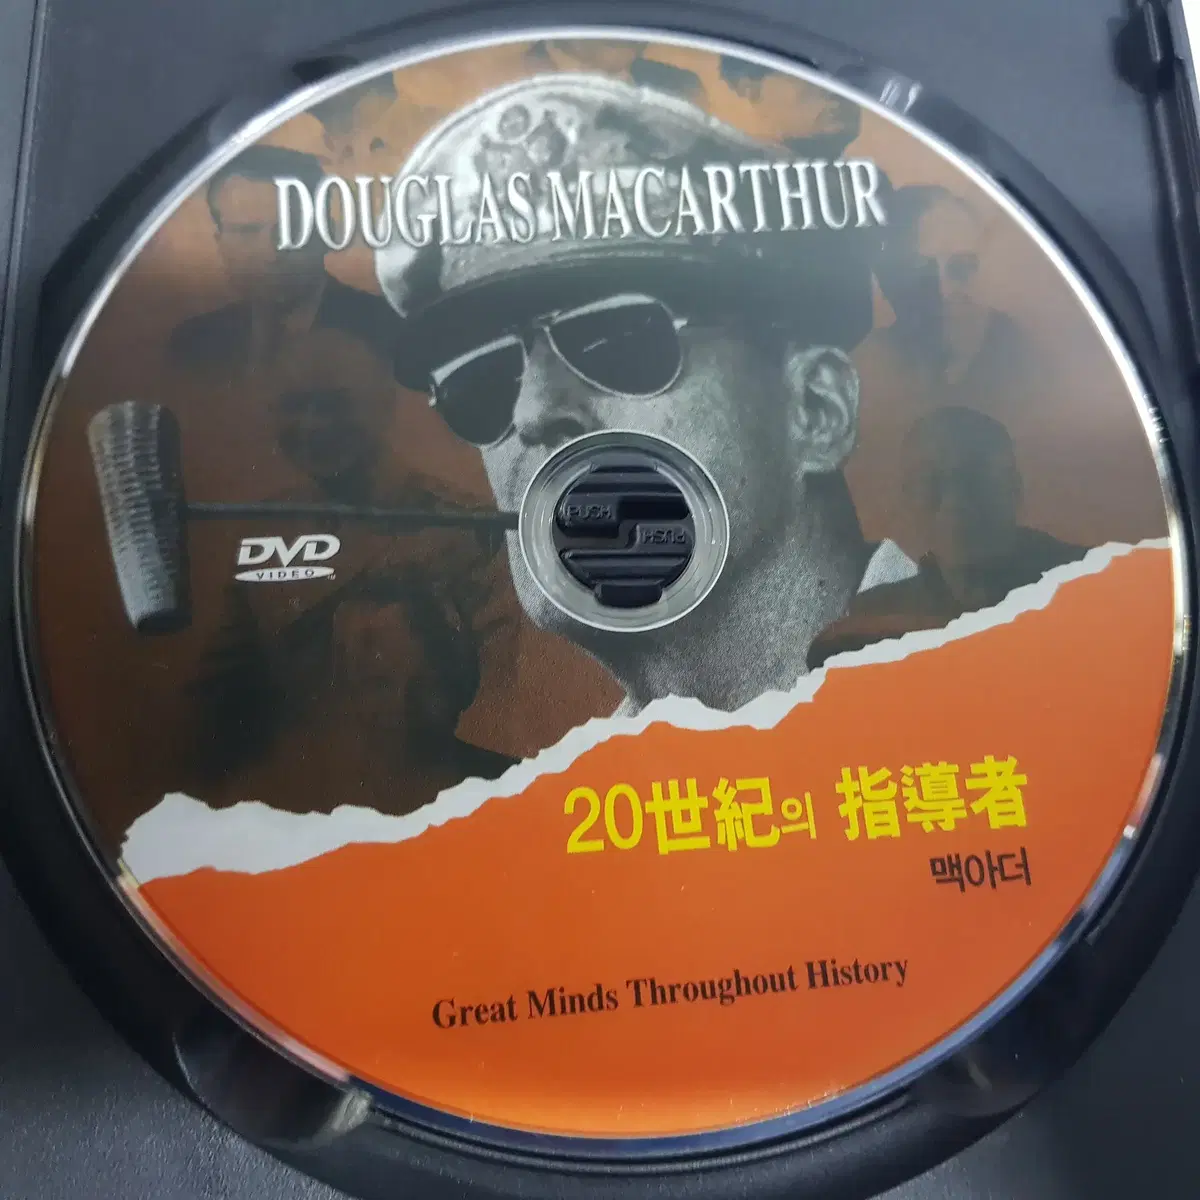 DOUGLAS MACARTHUR
PUSH
PUSH
DVD
VIDEO
20世紀의 指導者
맥아더
Great Minds Throughout History